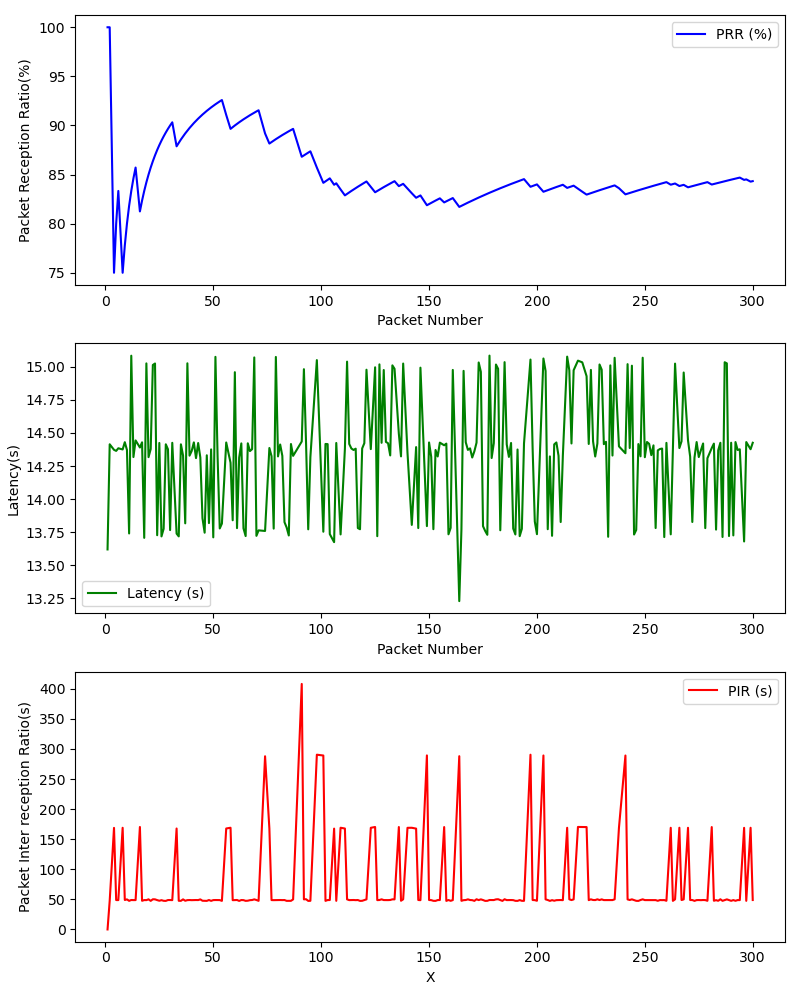 100
95
90
85
80
75
Packet Reception Ratio(%)
PRR (%)
0 50 100 150 200 250 300
Packet Number
15.00
14.75
14.50
14.25
14.00
13.75
13.50
13.25
Latency(s)
Latency (s)
0 50 100 150 200 250 300
Packet Number
400
350
300
250
200
150
100
50
0
Packet Inter reception Ratio(s)
PIR (s)
0 50 100 150 200 250 300
X